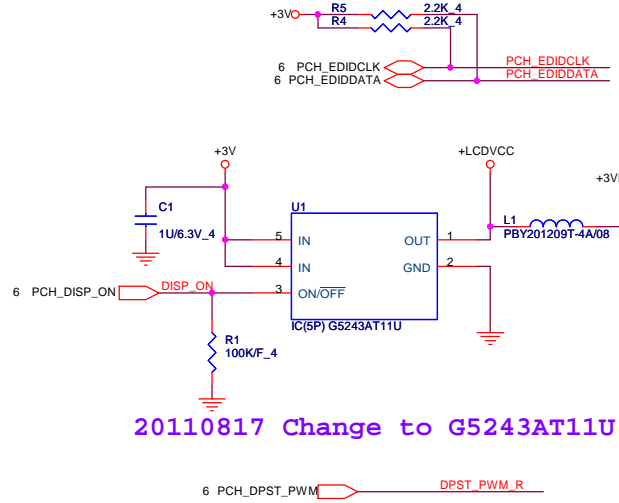 R5 2.2K_4
+3V R4 2.2K_4
6 PCH_EDIDCLK PCH_EDIDCLK
6 PCH_EDIDDATA PCH_EDIDDATA
+3V +LCDVCC
C1 U1 +3V
1U/6.3V_4 L1
5 IN OUT 1 PBY201209T-4A/08
4 IN GND 2
6 PCH_DISP_ON DISP_ON 3 ON/OFF
IC(5P) G5243AT11U
R1
100K/F_4
20110817 Change to G5243AT11U
6 PCH_DPST_PWM DPST_PWM_R